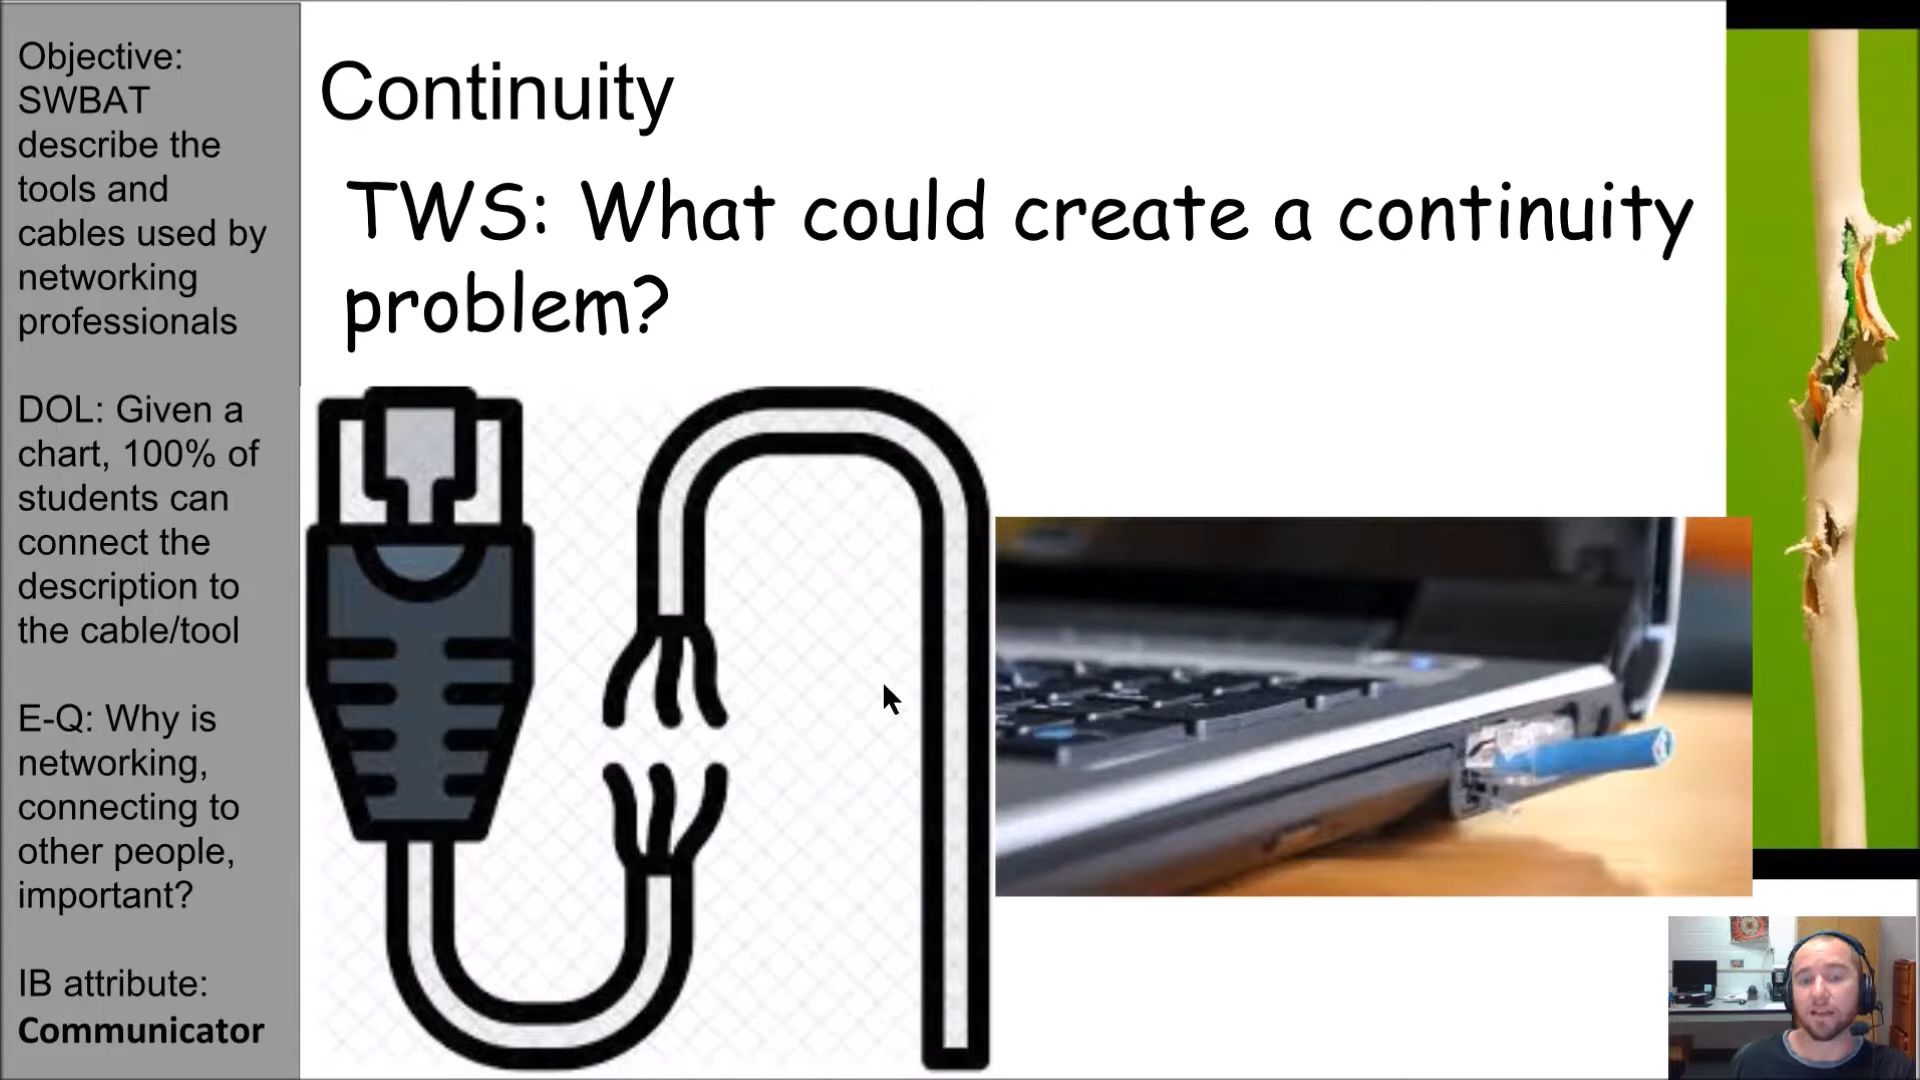 Objective:
SWBAT
describe the
tools and
cables used by
networking
professionals
DOL: Given a
chart, 100% of
students can
connect the
description to
the cable/tool
E-Q: Why is
networking,
connecting to
other people,
important?
IB attribute:
Communicator
Continuity
TWS: What could create a continuity
problem?